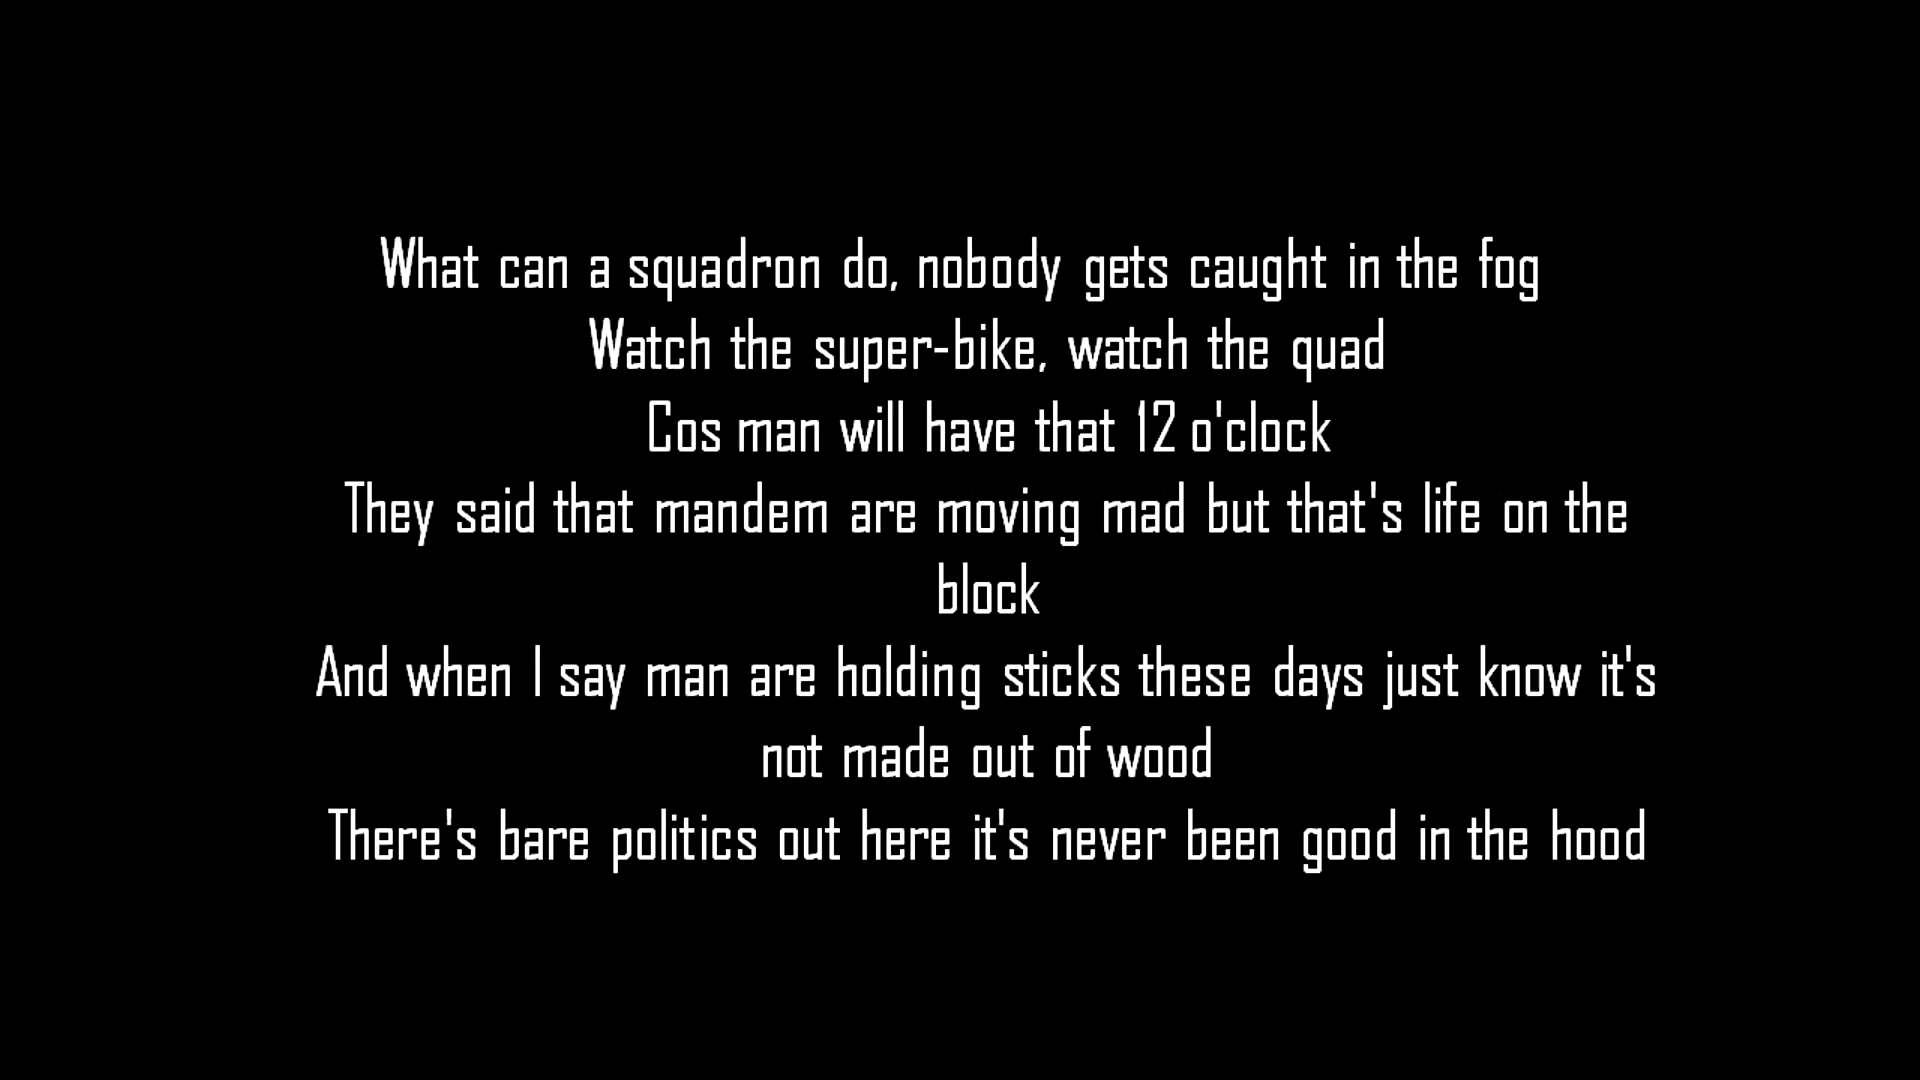 What can a squadron do, nobody gets caught in the fog
Watch the super-bike, watch the quad
Cos man will have that 12 o'clock
They said that mandem are moving mad but that's life on the
block
And when I say man are holding sticks these days just know it's
not made out of wood
There's bare politics out here it's never been good in the hood